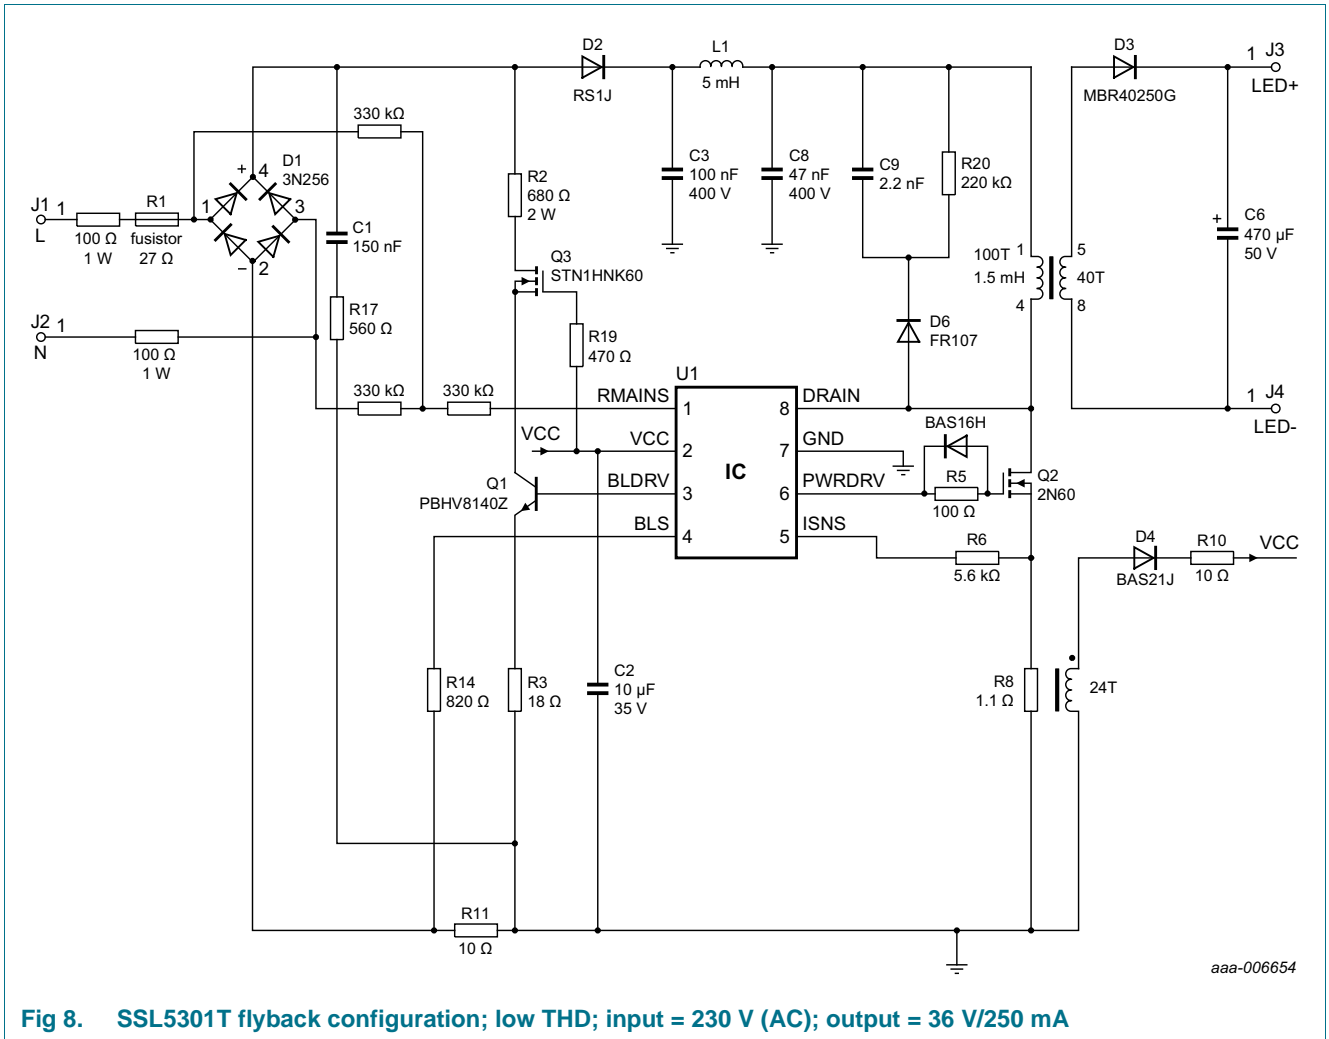 D2
RS1J
L1
5 mH
D3
MBR40250G
1 J3
LED+
330 kΩ
D1
3N256
+ 4
1
3
− 2
J1 1
L
100 Ω
1 W
R1
fusistor
27 Ω
C1
150 nF
R2
680 Ω
2 W
C3
100 nF
400 V
C8
47 nF
400 V
C9
2.2 nF
R20
220 kΩ
1
100T
1.5 mH
4
5
40T
8
+
C6
470 µF
50 V
Q3
STN1HNK60
R17
560 Ω
R19
470 Ω
D6
FR107
J2 1
N
100 Ω
1 W
330 kΩ
330 kΩ
U1
RMAINS
1
8
DRAIN
1 J4
LED-
VCC
VCC
2
7
GND
BAS16H
IC
Q1
PBHV8140Z
BLDRV
3
6
PWRDRV
R5
100 Ω
Q2
2N60
BLS
4
5
ISNS
R6
5.6 kΩ
D4
BAS21J
R10
10 Ω
VCC
R14
820 Ω
R3
18 Ω
C2
10 µF
35 V
R8
1.1 Ω
24T
R11
10 Ω
aaa-006654
Fig 8. SSL5301T flyback configuration; low THD; input = 230 V (AC); output = 36 V/250 mA